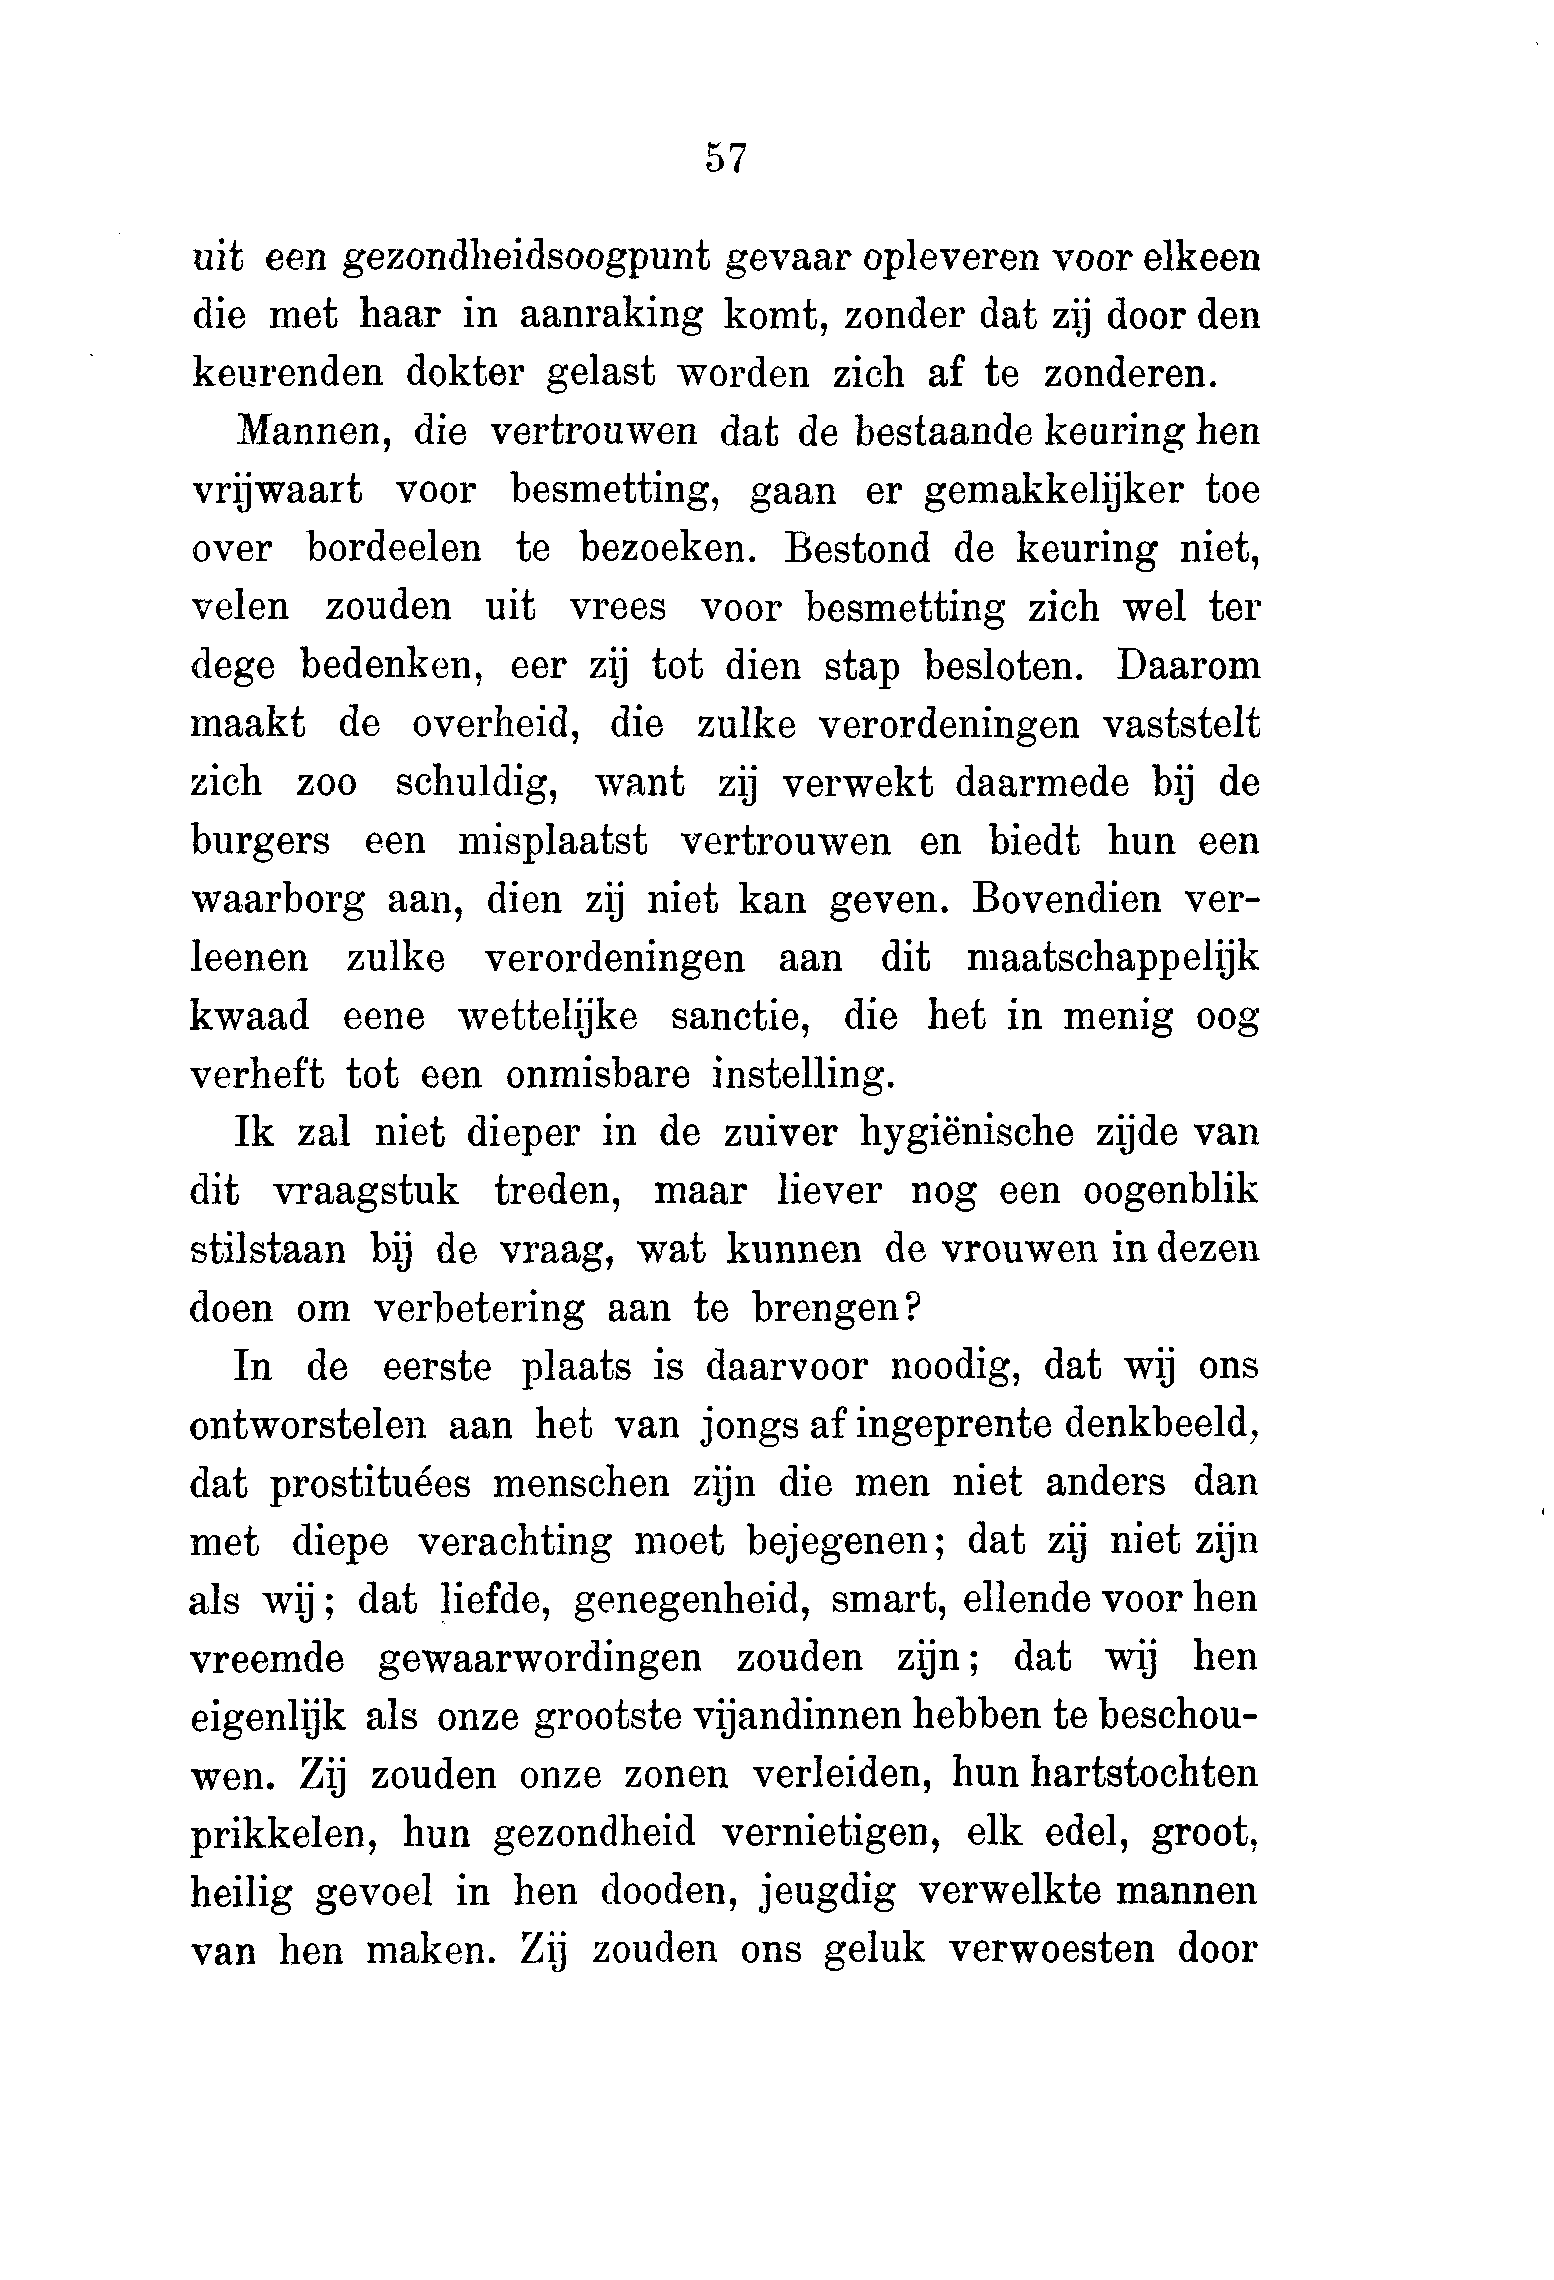 57
uit een gezondheidsoogpunt gevaar opleveren voor elkeen
die met haar in aanraking komt, zonder dat zij door den
keurenden dokter gelast worden zich af te zonderen.
Mannen, die vertrouwen dat de bestaande keuring hen
vrijwaart voor besmetting, gaan er gemakkelijker toe
over bordeelen te bezoeken. Bestond de keuring niet,
velen zouden uit vrees voor besmetting zich wel ter
dege bedenken, eer zij tot dien stap besloten. Daarom
maakt de overheid, die zulke verordeningen vaststelt
zich zoo schuldig, want zij verwekt daarmede bij de
burgers een misplaatst vertrouwen en biedt hun een
waarborg aan, dien zij niet kan geven. Bovendien ver-
leenen zulke verordeningen aan dit maatschappelijk
kwaad eene wettelijke sanctie, die het in menig oog
verheft tot een onmisbare instelling.
Ik zal niet dieper in de zuiver hygiënische zijde van
dit vraagstuk treden, maar liever nog een oogenblik
stilstaan bij de vraag, wat kunnen de vrouwen in dezen
doen om verbetering aan te brengen?
In de eerste plaats is daarvoor noodig, dat wij ons
ontworstelen aan het van jongs af ingeprente denkbeeld,
dat prostituées menschen zijn die men niet anders dan
met diepe verachting moet bejegenen; dat zij niet zijn
als wij; dat liefde, genegenheid, smart, ellende voor hen
vreemde gewaarwordingen zouden zijn; dat wij hen
eigenlijk als onze grootste vijandinnen hebben te beschou-
wen. Zij zouden onze zonen verleiden, hun hartstochten
prikkelen, hun gezondheid vernietigen, elk edel, groot,
heilig gevoel in hen dooden, jeugdig verwelkte mannen
van hen maken. Zij zouden ons geluk verwoesten door